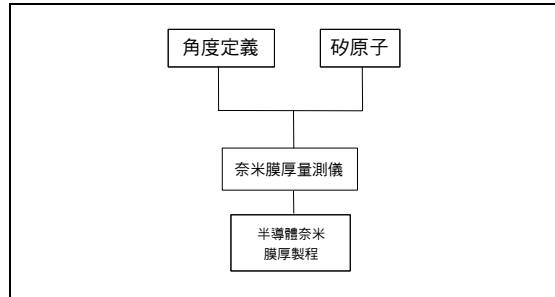 角度定義
矽原子
奈米膜厚量測儀
半導體奈米
膜厚製程